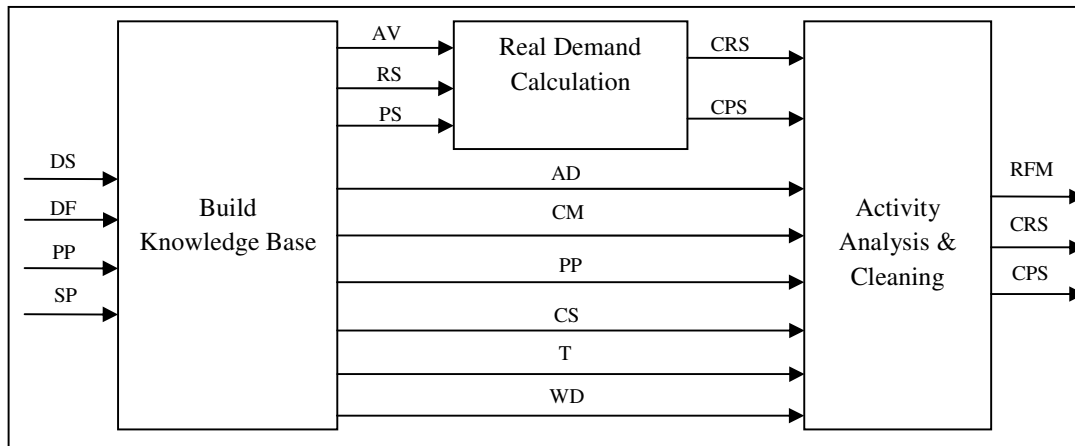 DS
DF
PP
SP
Build
Knowledge Base
AV
RS
PS
Real Demand
Calculation
CRS
CPS
AD
CM
PP
CS
T
WD
Activity
Analysis &
Cleaning
RFM
CRS
CPS